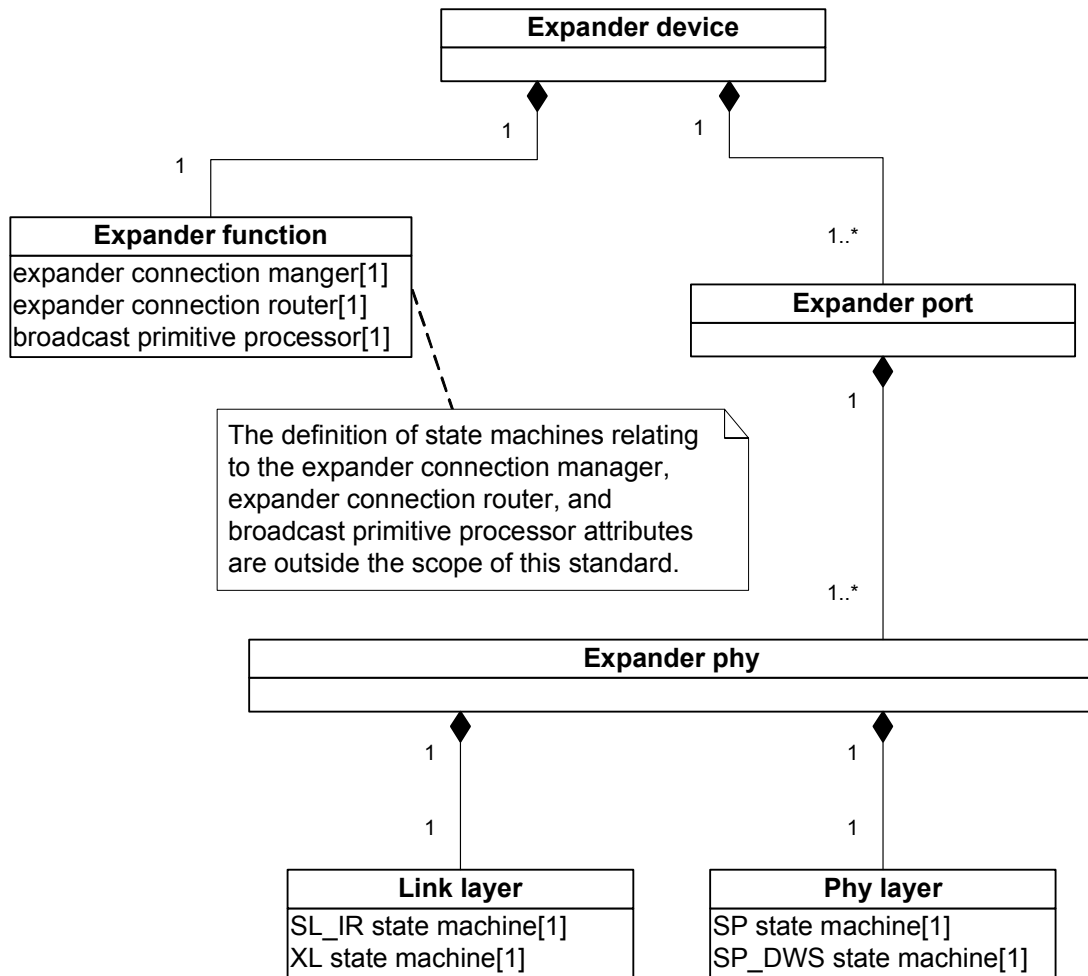 Expander device
1
1
1
1..*
Expander function
expander connection manger[1]
expander connection router[1]
broadcast primitive processor[1]
Expander port
1
The definition of state machines relating
to the expander connection manager,
expander connection router, and
broadcast primitive processor attributes
are outside the scope of this standard.
1..*
Expander phy
1
1
1
1
Link layer
SL_IR state machine[1]
XL state machine[1]
Phy layer
SP state machine[1]
SP_DWS state machine[1]